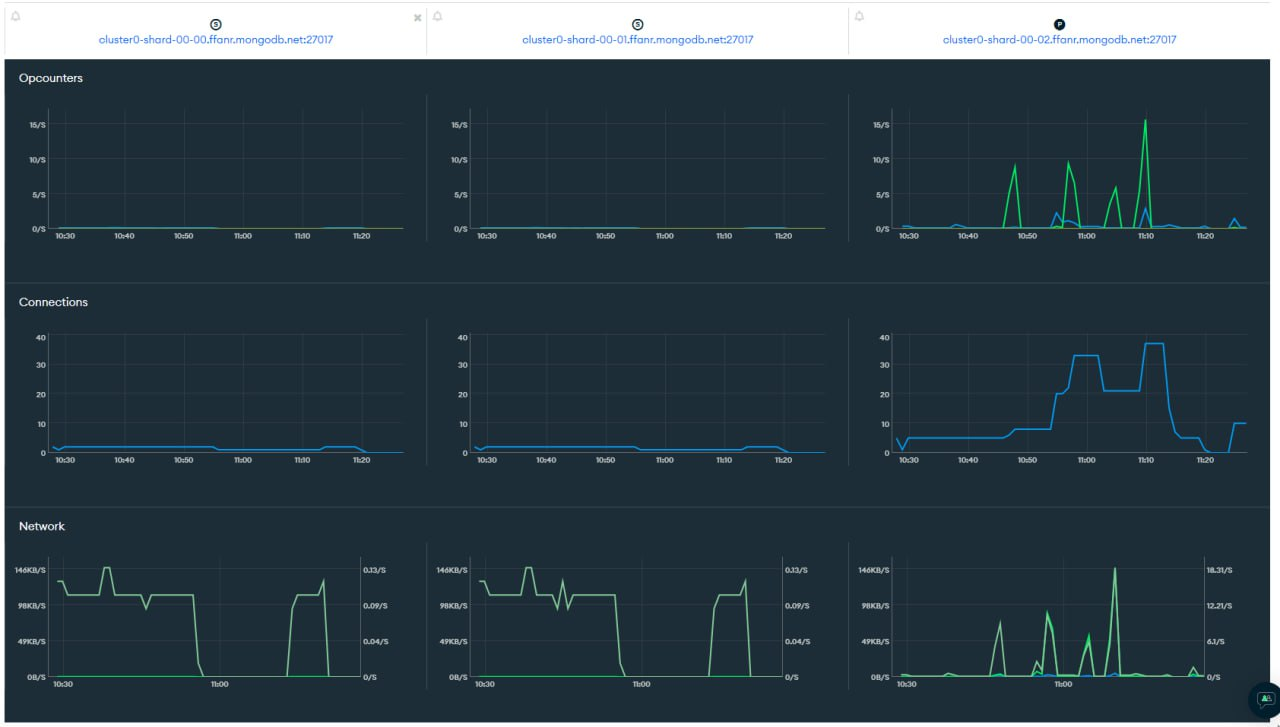 S S P
cluster0-shard-00-00.ffanr.mongodb.net:27017 cluster0-shard-00-01.ffanr.mongodb.net:27017 cluster0-shard-00-02.ffanr.mongodb.net:27017
Opcounters
15/S 15/S 15/S
10/S 10/S 10/S
5/S 5/S 5/S
0/S 0/S 0/S
10:30 10:40 10:50 11:00 11:10 11:20 10:30 10:40 10:50 11:00 11:10 11:20 10:30 10:40 10:50 11:00 11:10 11:20
Connections
40 40 40
30 30 30
20 20 20
10 10 10
0 0 0
10:30 10:40 10:50 11:00 11:10 11:20 10:30 10:40 10:50 11:00 11:10 11:20 10:30 10:40 10:50 11:00 11:10 11:20
Network
146KB/S 0.13/S 146KB/S 0.13/S 146KB/S 18.31/S
98KB/S 0.09/S 98KB/S 0.09/S 98KB/S 12.21/S
49KB/S 0.04/S 49KB/S 0.04/S 49KB/S 6.1/S
0B/S 0/S 0B/S 0/S 0B/S 0/S
10:30 11:00 10:30 11:00 10:30 11:00